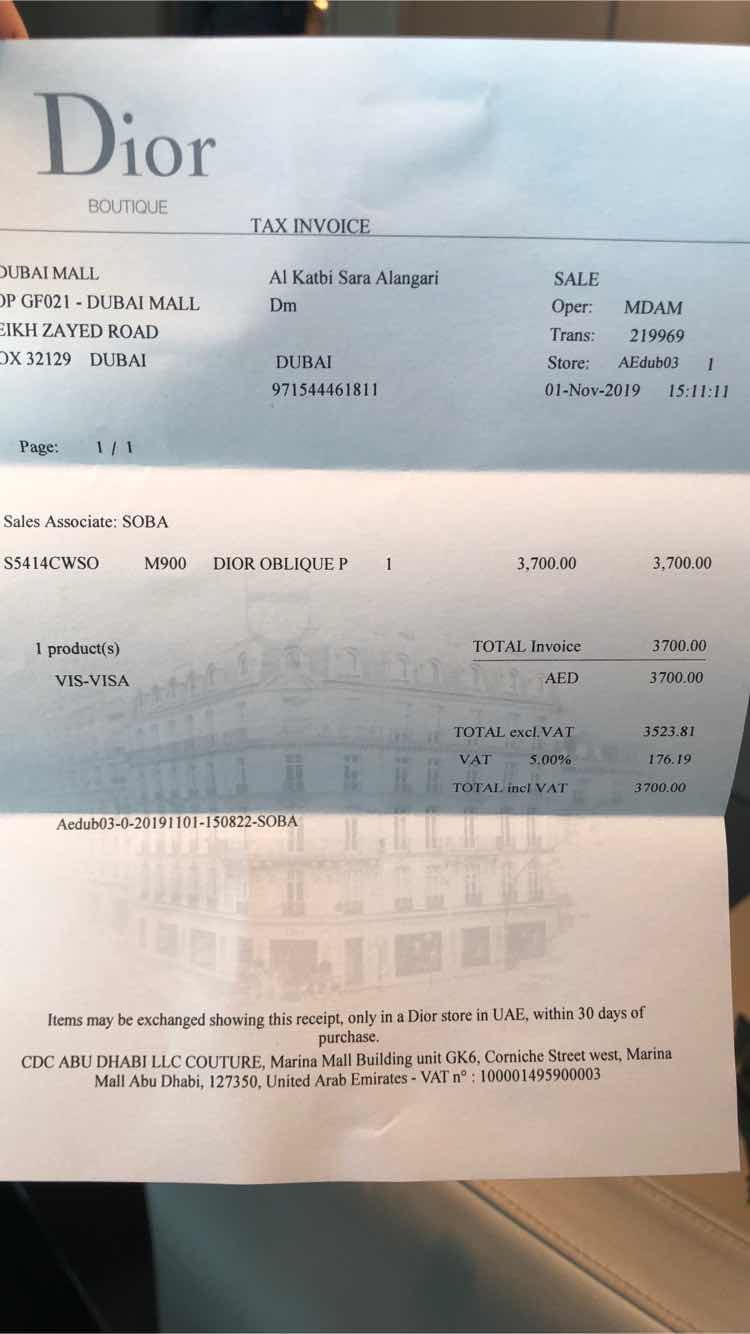 Dior
BOUTIQUE
TAX INVOICE
DUBAI MALL
OP GF021 - DUBAI MALL
EIKH ZAYED ROAD
OX 32129 DUBAI
Al Katbi Sara Alangari
Dm
DUBAI
971544461811
SALE
Oper: MDAM
Trans: 219969
Store: AEdub03 1
01-Nov-2019 15:11:11
Page: 1 / 1
Sales Associate: SOBA
S5414CWSO M900 DIOR OBLIQUE P 1 3,700.00 3,700.00
1 product(s) TOTAL Invoice 3700.00
VIS-VISA AED 3700.00
TOTAL excl.VAT 3523.81
VAT 5.00% 176.19
TOTAL incl VAT 3700.00
Aedub03-0-20191101-150822-SOBA
Items may be exchanged showing this receipt, only in a Dior store in UAE, within 30 days of
purchase.
CDC ABU DHABI LLC COUTURE, Marina Mall Building unit GK6, Corniche Street west, Marina
Mall Abu Dhabi, 127350, United Arab Emirates - VAT n° : 100001495900003